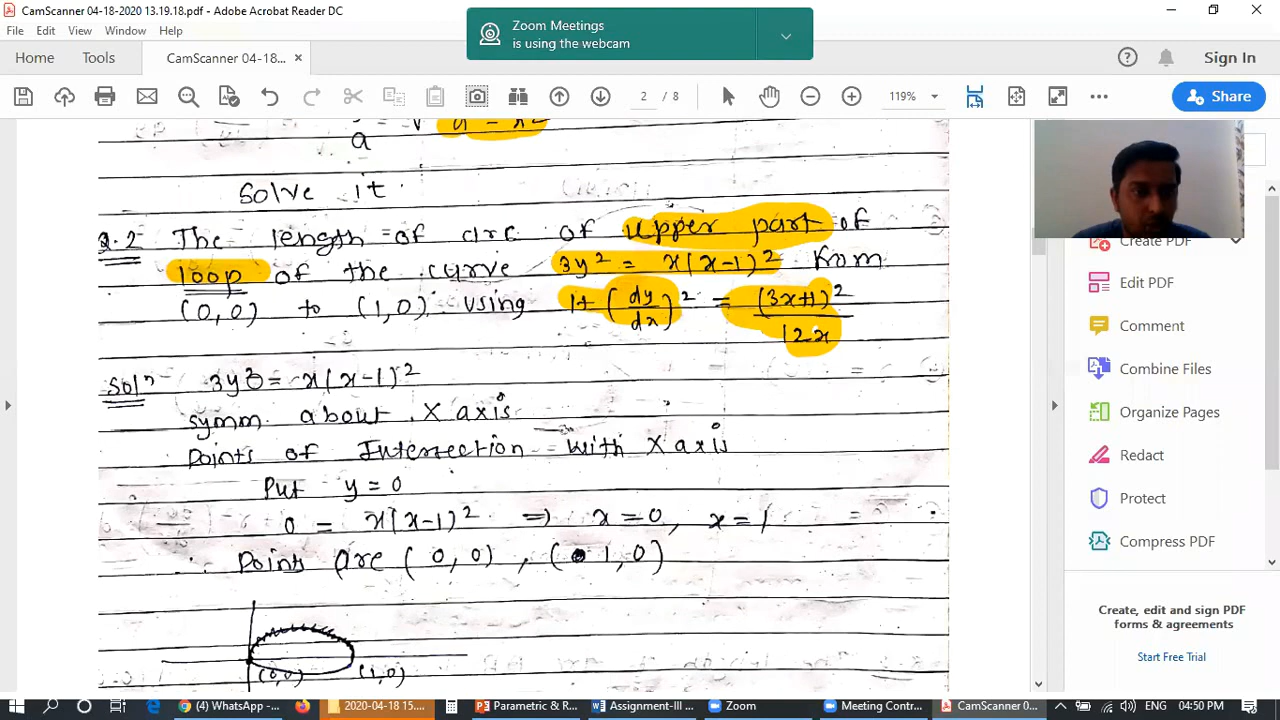 CamScanner 04-18-2020 13.19.18.pdf - Adobe Acrobat Reader DC
File Edit View Window Help
Zoom Meetings
is using the webcam
Home Tools CamScanner 04-18... × Sign In
2 / 8 119% Share
a
Solve it.
Q.2 The length of arc of upper part of
loop of the curve 3y² = x(x-1)² from
(0,0) to (1,0) using 1+(dy/dx)² = (3x+1)²/12x
Solⁿ 3y² = x(x-1)²
symm about X axis
Points of Intersection with X axis
Put y = 0
0 = x(x-1)² ⇒ x = 0, x = 1
∴ Point are (0,0), (1,0)
(0,0) (1,0)
Create PDF
Edit PDF
Comment
Combine Files
Organize Pages
Redact
Protect
Compress PDF
Create, edit and sign PDF
forms & agreements
Start Free Trial
(4) WhatsApp -... 2020-04-18 15.4... Parametric & R... Assignment-III ... Zoom Meeting Contr... CamScanner 04-... ENG 04:50 PM